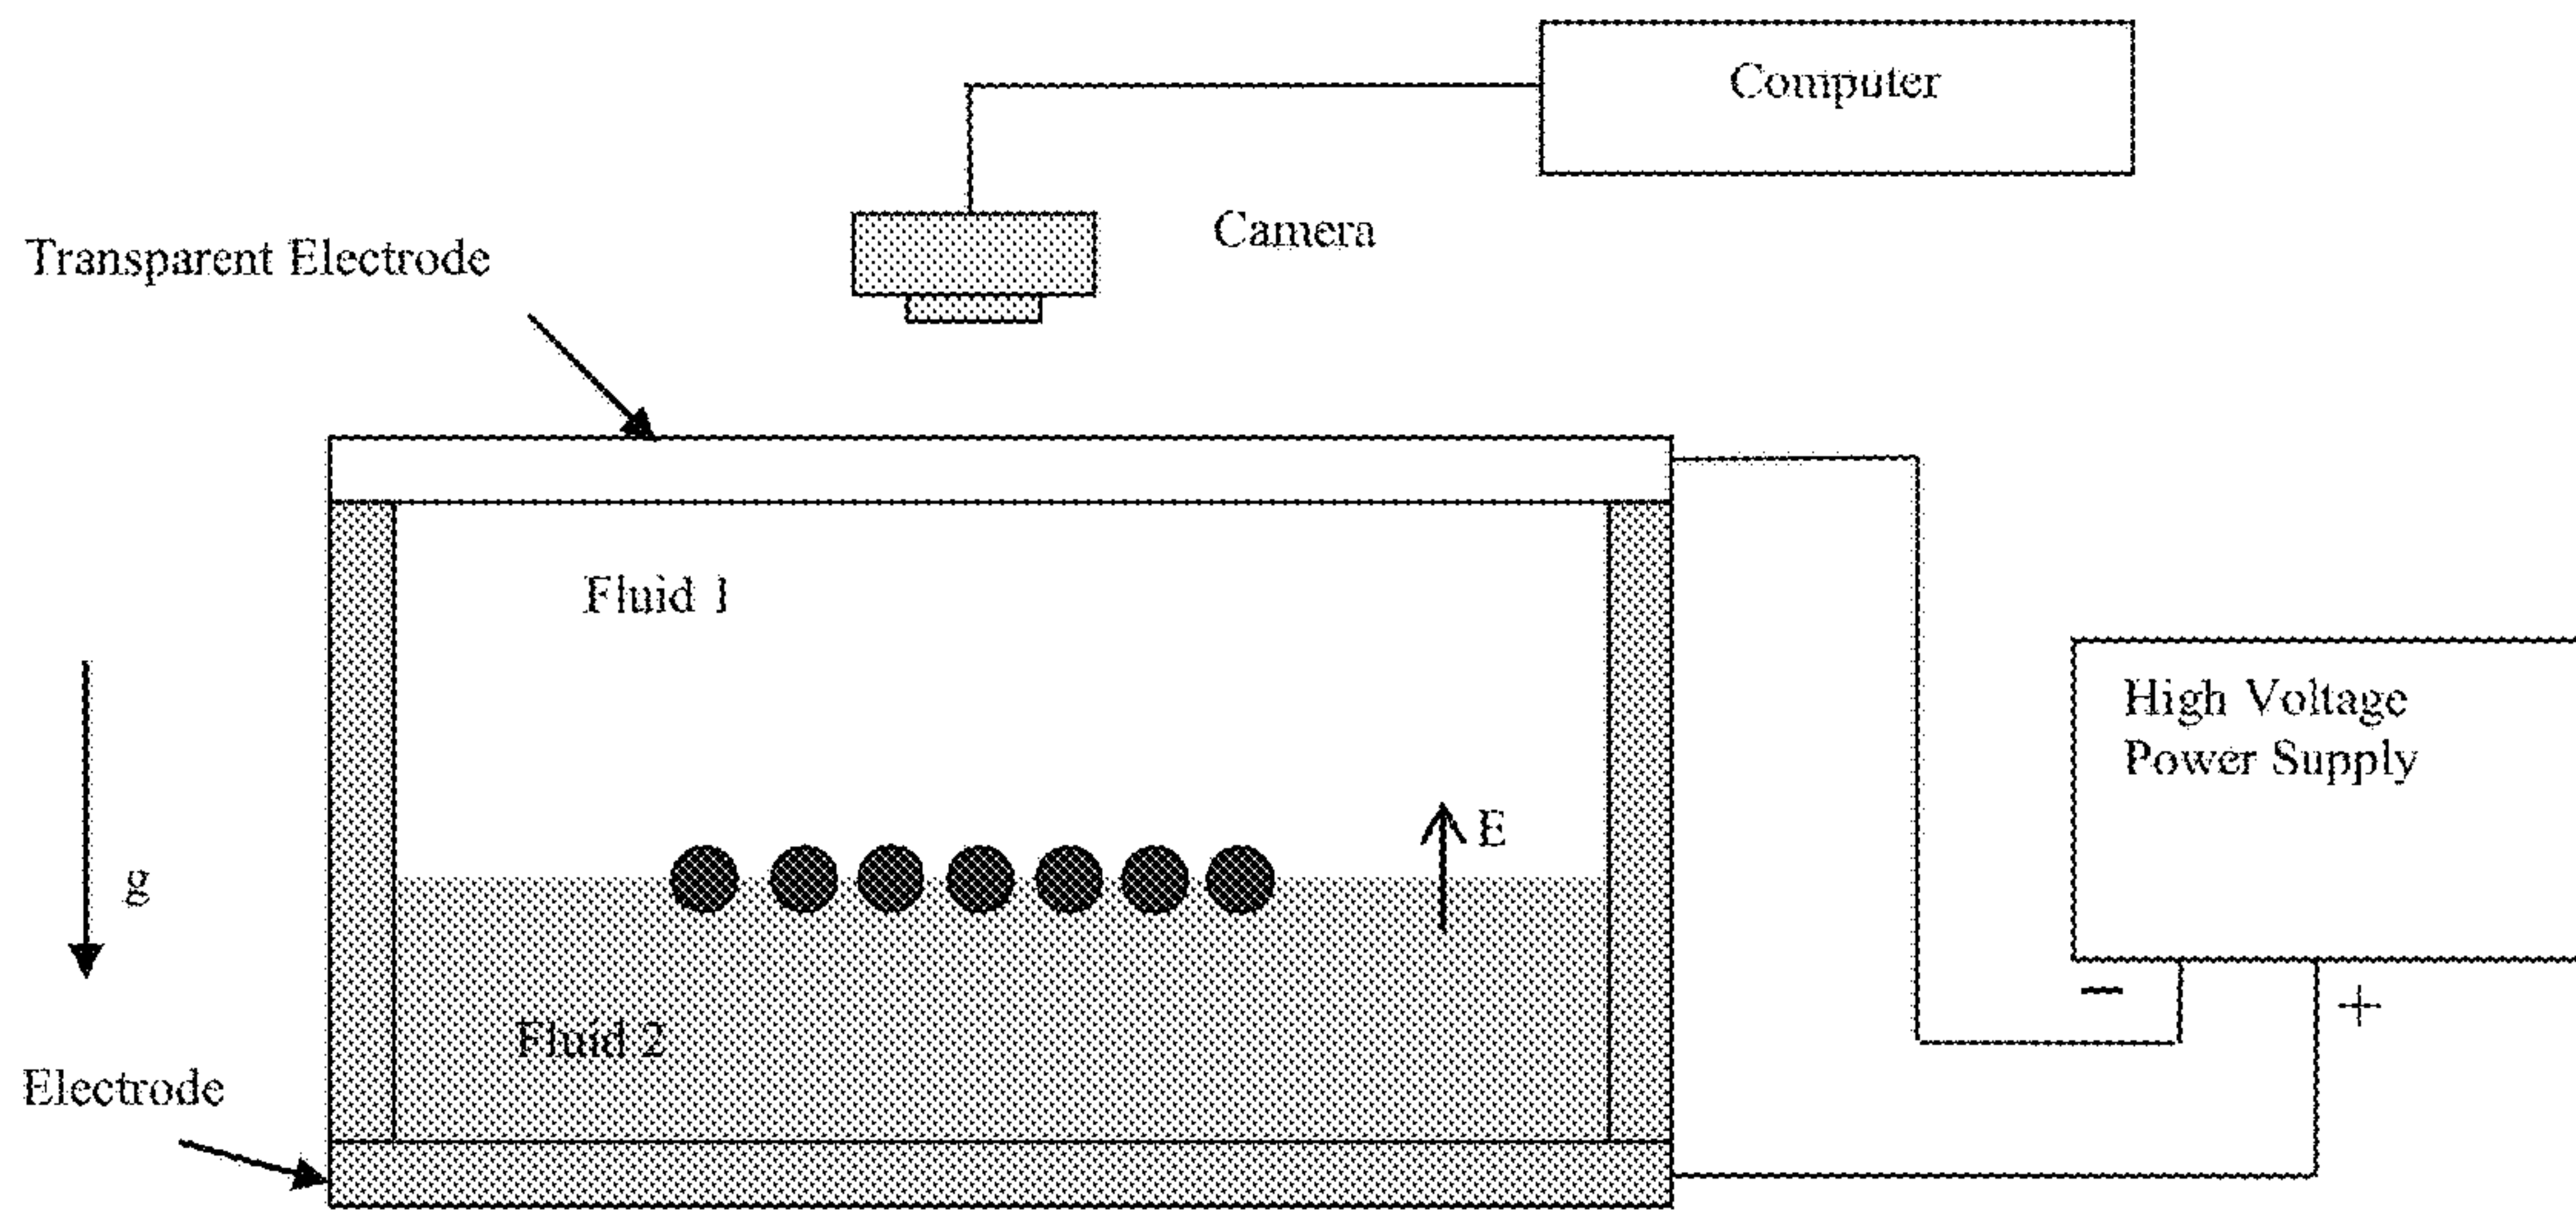 Computer
Camera
Transparent Electrode
Fluid 1
High Voltage
Power Supply
E
g
−
+
Fluid 2
Electrode